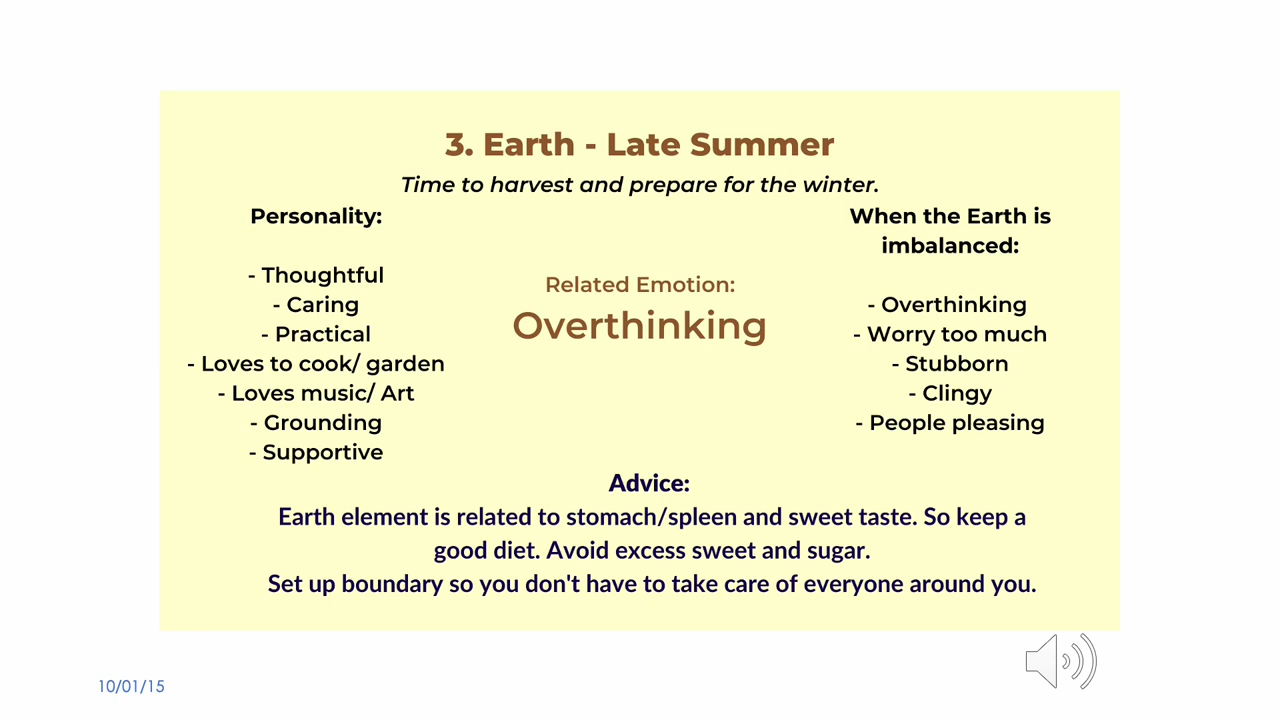 3. Earth - Late Summer
Time to harvest and prepare for the winter.
Personality:
- Thoughtful
- Caring
- Practical
- Loves to cook/ garden
- Loves music/ Art
- Grounding
- Supportive
Related Emotion:
Overthinking
When the Earth is
imbalanced:
- Overthinking
- Worry too much
- Stubborn
- Clingy
- People pleasing
Advice:
Earth element is related to stomach/spleen and sweet taste. So keep a
good diet. Avoid excess sweet and sugar.
Set up boundary so you don't have to take care of everyone around you.
10/01/15